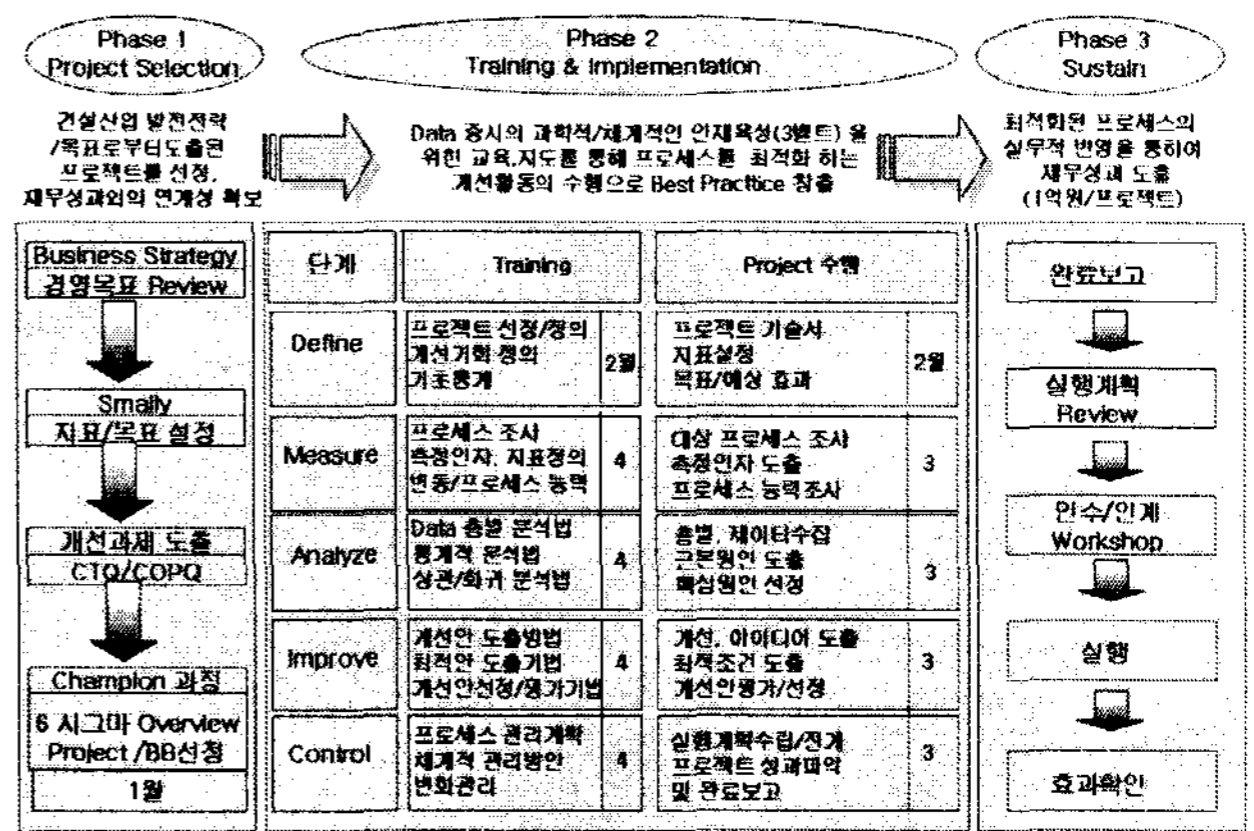 Phase 1
Project Selection
Phase 2
Training & Implementation
Phase 3
Sustain
건설산업 발전전략
/목표로부터도출된
프로젝트를 선정,
재무성과와의 연계성 확보
Data 중시의 과학적/체계적인 인재육성(3벨트) 을
위한 교육,지도를 통해 프로세스를 최적화 하는
개선활동의 수행으로 Best Practtice 창출
최적화된 프로세스의
실무적 반영을 통하여
재무성과 도출
(1억원/프로젝트)
Business Strategy
경영목표 Review
Smally
지표/목표 설정
개선과제 도출
CTQ/COPQ
Champion 과정
6 시그마 Overview
Project /BB선정
1월
단계
Training
Project 수행
Define
프로젝트 선정/정의
개선기회 정의
기초통계
2월
프로젝트 기술서
지표설정
목표/예상 효과
2월
Measure
프로세스 조사
측정인자, 지표정의
변동/프로세스 능력
4
대상 프로세스 조사
측정인자 도출
프로세스 능력조사
3
Analyze
Data 층별 분석법
통계적 분석법
상관/회귀 분석법
4
층별, 데이터수집
근본원인 도출
핵심원인 선정
3
Improve
개선안 도출방법
최적안 도출기법
개선안선정/평가기법
4
개선, 아이디어 도출
최적조건 도출
개선안평가/선정
3
Control
프로세스 관리계획
체계적 관리방안
변화관리
4
실행계획수립/전개
프로젝트 성과파악
및 완료보고
3
완료보고
실행계획
Review
인수/인계
Workshop
실행
효과확인